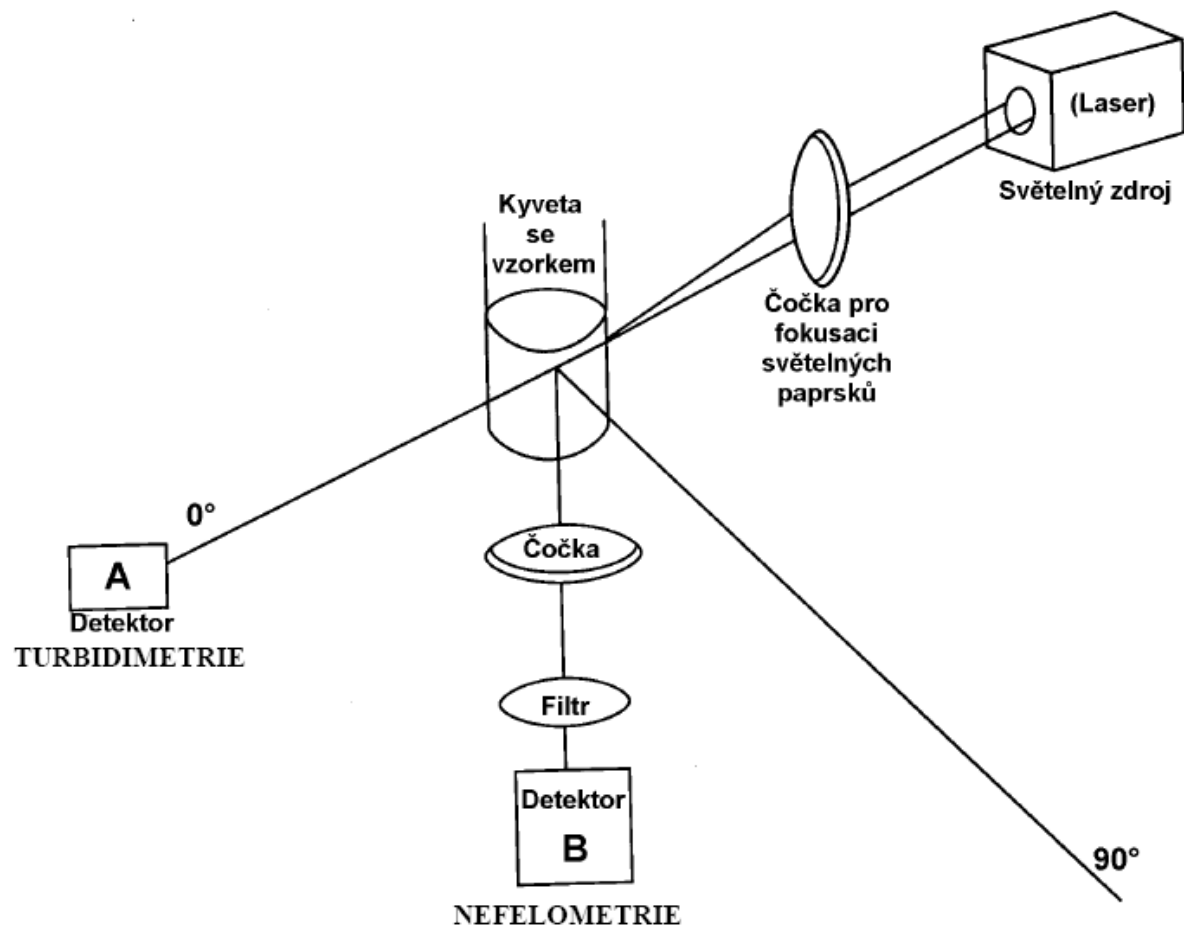 (Laser)
Světelný zdroj
Kyveta
se
vzorkem
Čočka pro
fokusaci
světelných
paprsků
0°
A
Detektor
TURBIDIMETRIE
Čočka
Filtr
Detektor
B
NEFELOMETRIE
90°